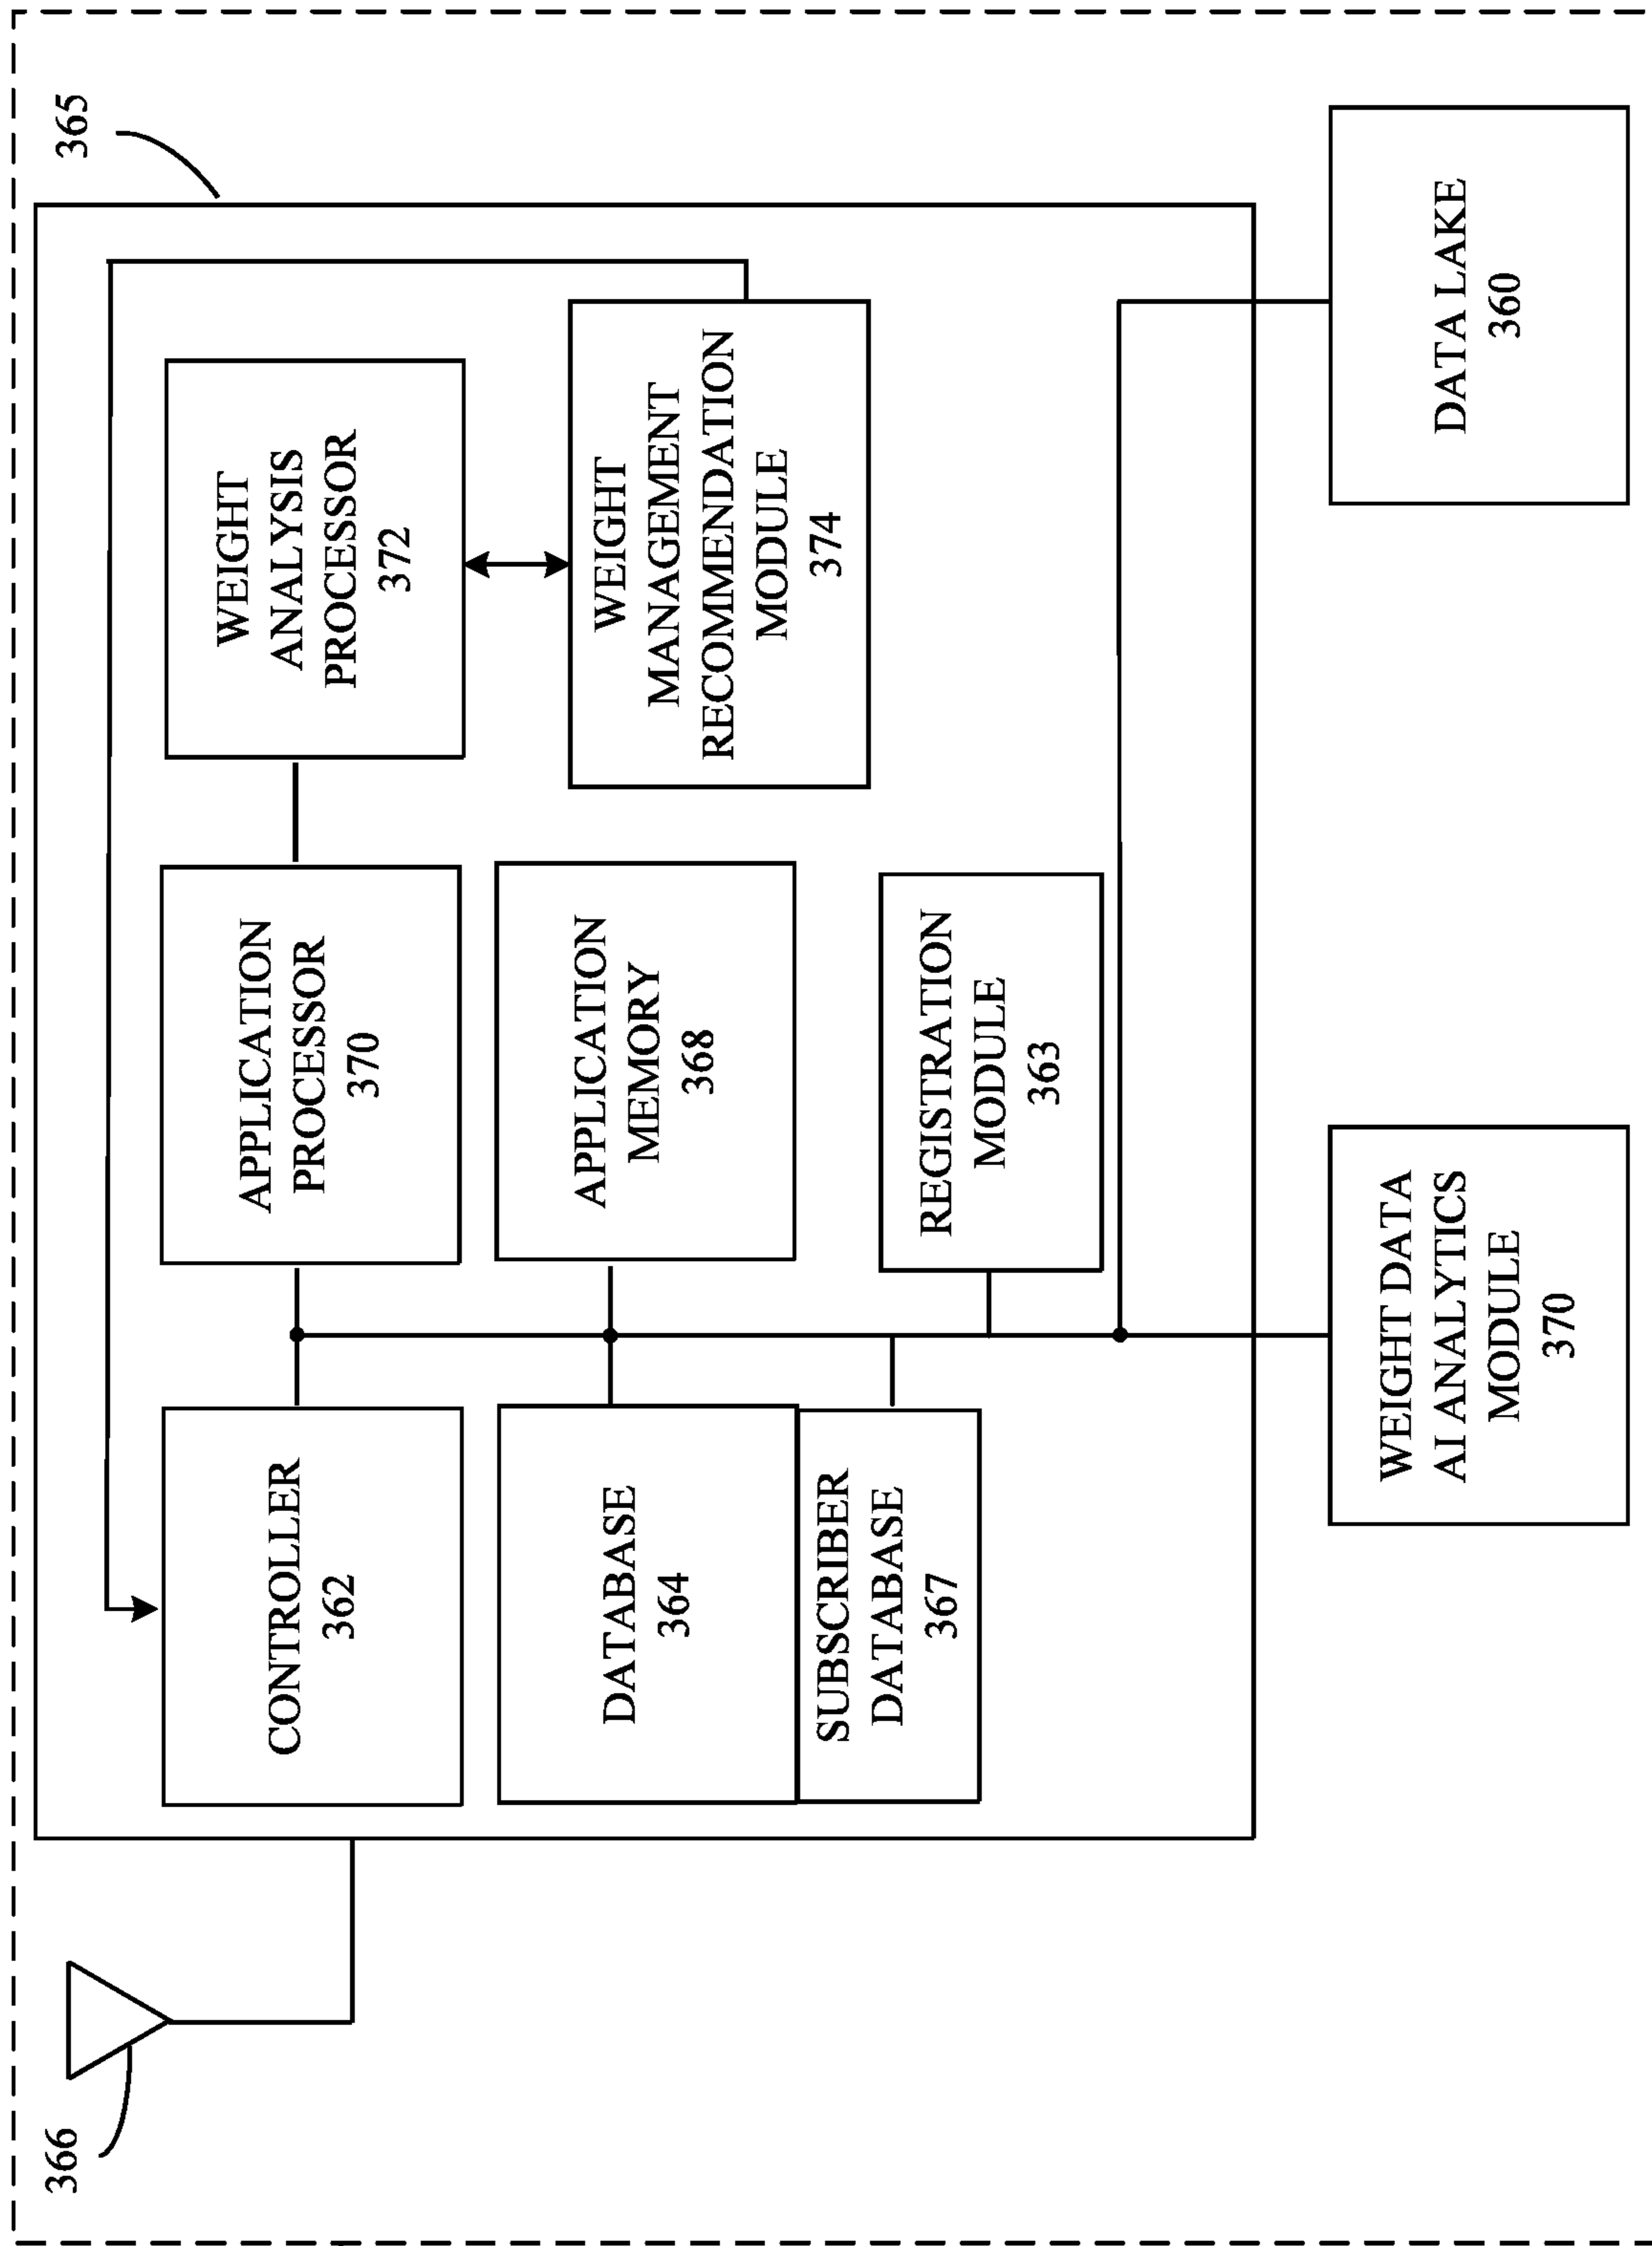 366
365
CONTROLLER
362
APPLICATION
PROCESSOR
370
WEIGHT
ANALYSIS
PROCESSOR
372
DATABASE
364
APPLICATION
MEMORY
368
WEIGHT
MANAGEMENT
RECOMMENDATION
MODULE
374
SUBSCRIBER
DATABASE
367
REGISTRATION
MODULE
363
WEIGHT DATA
AI ANALYTICS
MODULE
370
DATA LAKE
360